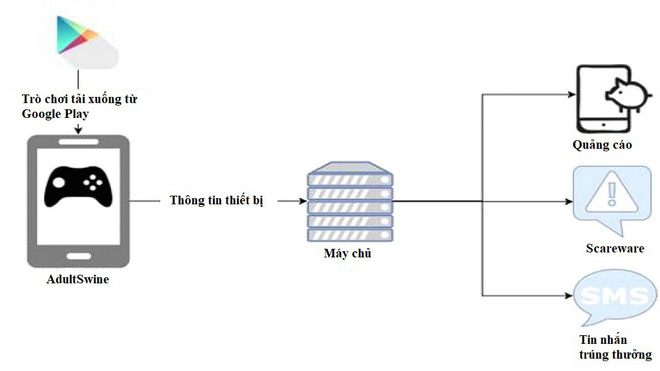 Trò chơi tải xuống từ
Google Play
AdultSwine
Thông tin thiết bị
Máy chủ
Quảng cáo
Scareware
SMS
Tin nhắn
trúng thưởng